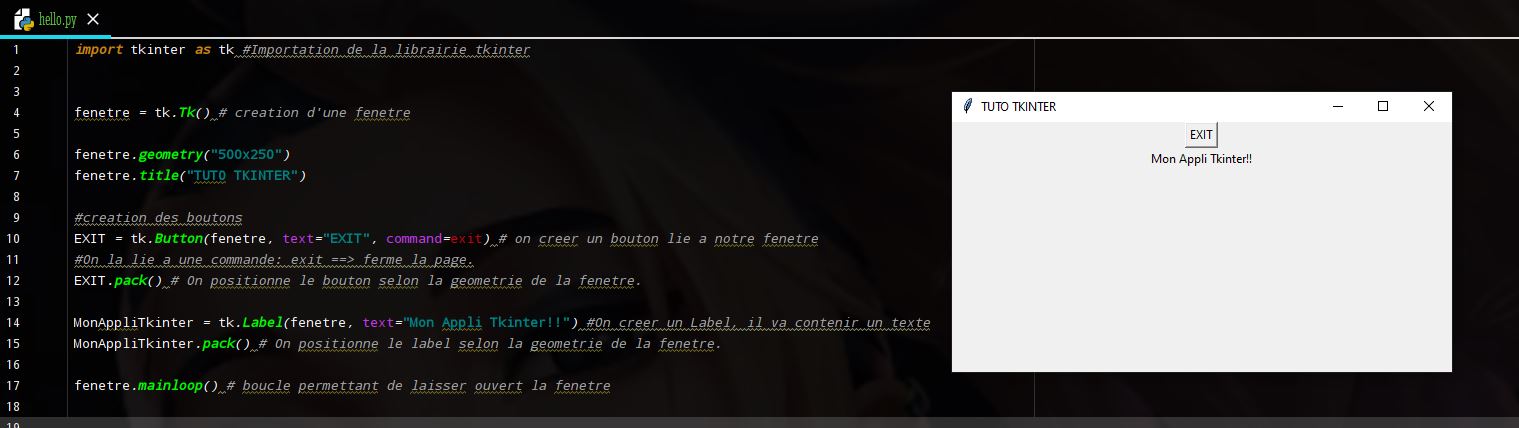 hello.py
1 import tkinter as tk #Importation de la librairie tkinter
2
3
4 fenetre = tk.Tk() # creation d'une fenetre
5
6 fenetre.geometry("500x250")
7 fenetre.title("TUTO TKINTER")
8
9 #creation des boutons
10 EXIT = tk.Button(fenetre, text="EXIT", command=exit) # on creer un bouton lie a notre fenetre
11 #On la lie a une commande: exit ==> ferme la page.
12 EXIT.pack() # On positionne le bouton selon la geometrie de la fenetre.
13
14 MonAppliTkinter = tk.Label(fenetre, text="Mon Appli Tkinter!!") #On creer un Label, il va contenir un texte
15 MonAppliTkinter.pack() # On positionne le label selon la geometrie de la fenetre.
16
17 fenetre.mainloop() # boucle permettant de laisser ouvert la fenetre
18
19
TUTO TKINTER
EXIT
Mon Appli Tkinter!!